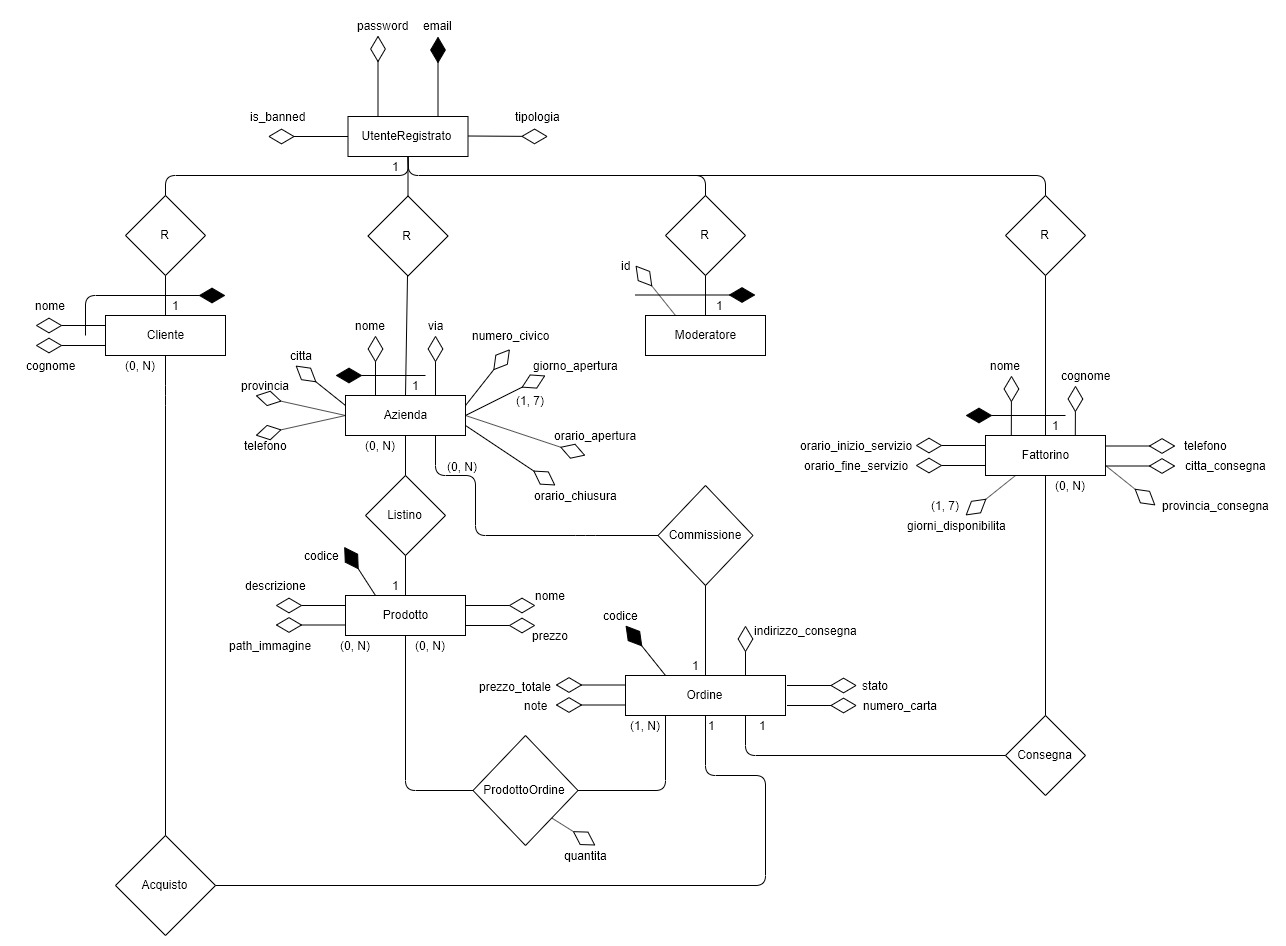 password
email
is_banned
tipologia
UtenteRegistrato
1
R
R
R
R
id
nome
1
1
Cliente
Moderatore
cognome
(0, N)
nome
via
numero_civico
citta
giorno_apertura
provincia
1
(1, 7)
Azienda
telefono
(0, N)
orario_apertura
(0, N)
orario_chiusura
nome
cognome
1
orario_inizio_servizio
telefono
Fattorino
orario_fine_servizio
citta_consegna
(0, N)
(1, 7)
provincia_consegna
giorni_disponibilita
Listino
Commissione
codice
descrizione
1
nome
Prodotto
path_immagine
(0, N)
(0, N)
prezzo
codice
indirizzo_consegna
1
prezzo_totale
stato
Ordine
note
numero_carta
(1, N)
1
1
Consegna
ProdottoOrdine
quantita
Acquisto